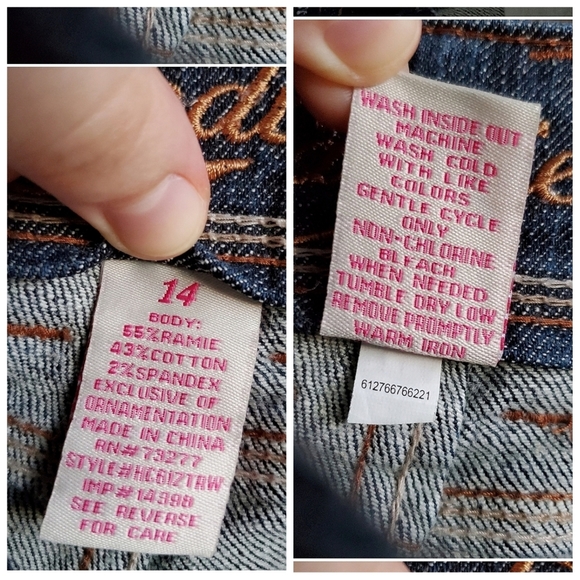 14
BODY:
55%RAMIE
43%COTTON
2%SPANDEX
EXCLUSIVE OF
ORNAMENTATION
MADE IN CHINA
RN#73277
STYLE#HC612TRW
IMP#14398
SEE REVERSE
FOR CARE
WASH INSIDE OUT
MACHINE
WASH COLD
WITH LIKE
COLORS
GENTLE CYCLE
ONLY
NON-CHLORINE
BLEACH
WHEN NEEDED
TUMBLE DRY LOW
REMOVE PROMPTLY
WARM IRON
612766766221